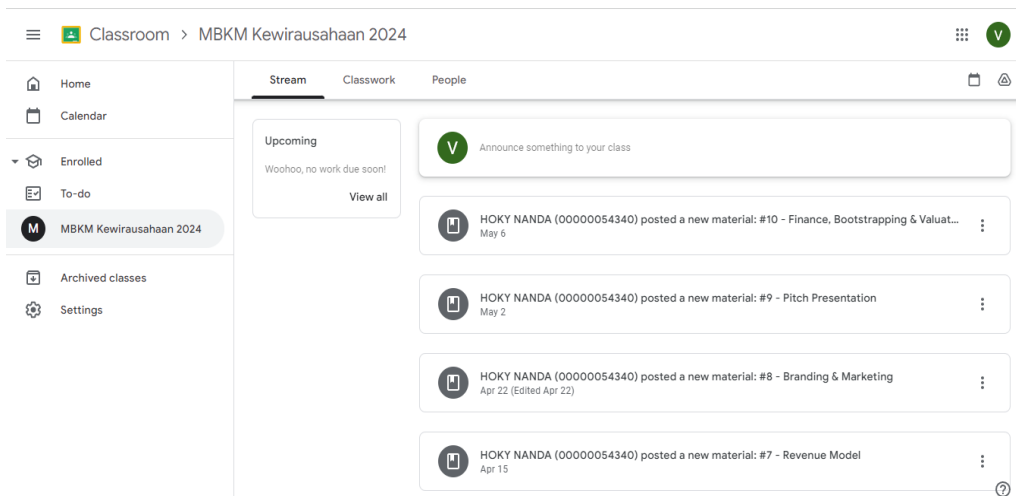 Classroom > MBKM Kewirausahaan 2024
V
Home
Calendar
Enrolled
To-do
M MBKM Kewirausahaan 2024
Archived classes
Settings
Stream Classwork People
Upcoming
Woohoo, no work due soon!
View all
V Announce something to your class
HOKY NANDA (00000054340) posted a new material: #10 - Finance, Bootstrapping & Valuat...
May 6
HOKY NANDA (00000054340) posted a new material: #9 - Pitch Presentation
May 2
HOKY NANDA (00000054340) posted a new material: #8 - Branding & Marketing
Apr 22 (Edited Apr 22)
HOKY NANDA (00000054340) posted a new material: #7 - Revenue Model
Apr 15